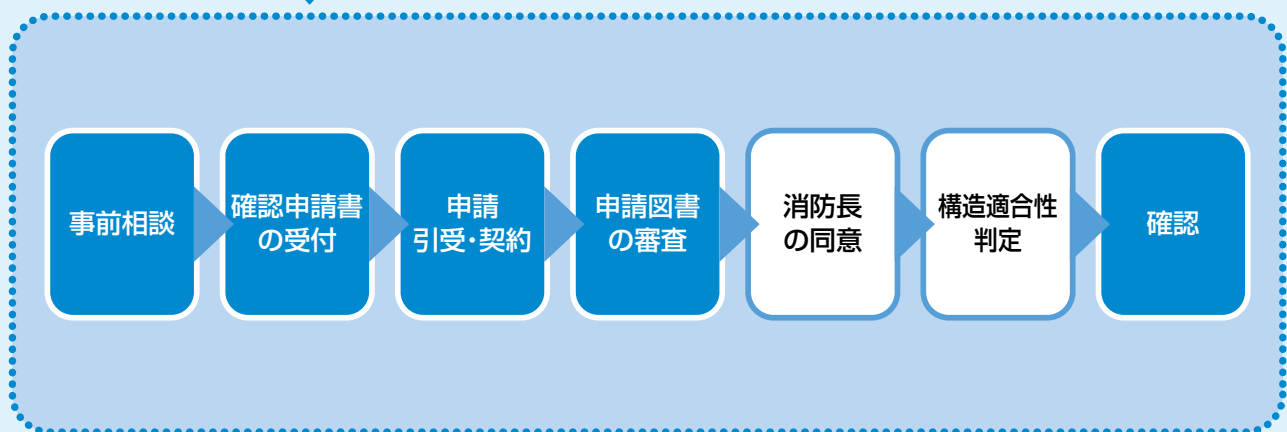 事前相談
確認申請書
の受付
申請
引受・契約
申請図書
の審査
消防長
の同意
構造適合性
判定
確認